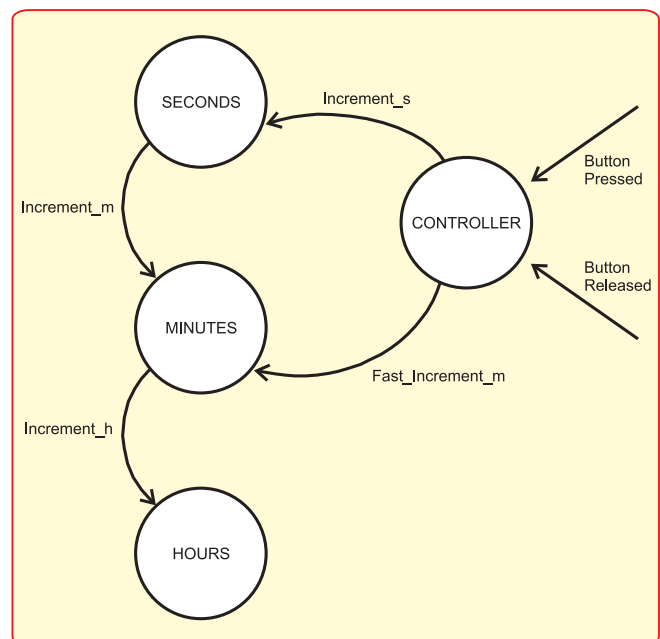 SECONDS
Increment_s
Button
Pressed
Increment_m
CONTROLLER
Button
Released
MINUTES
Fast_Increment_m
Increment_h
HOURS